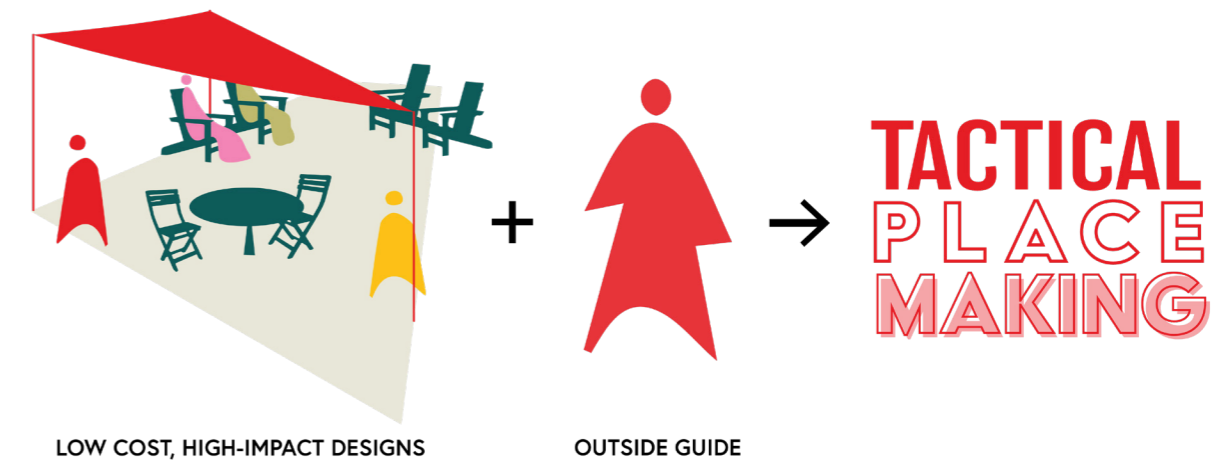 TACTICAL
PLACE
MAKING
LOW COST, HIGH-IMPACT DESIGNS
OUTSIDE GUIDE